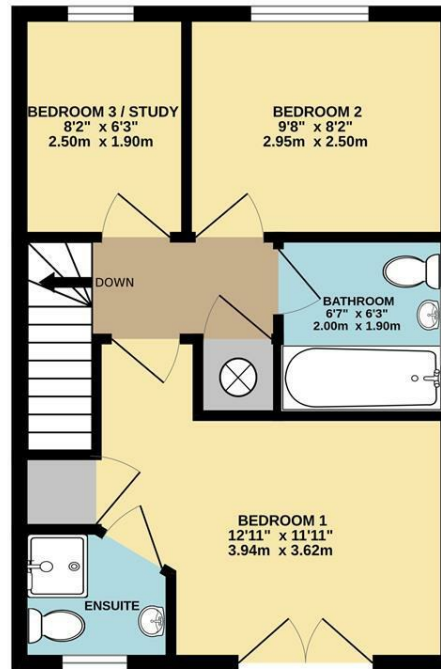 BEDROOM 3 / STUDY
8'2" x 6'3"
2.50m x 1.90m
BEDROOM 2
9'8" x 8'2"
2.95m x 2.50m
DOWN
BATHROOM
6'7" x 6'3"
2.00m x 1.90m
BEDROOM 1
12'11" x 11'11"
3.94m x 3.62m
ENSUITE